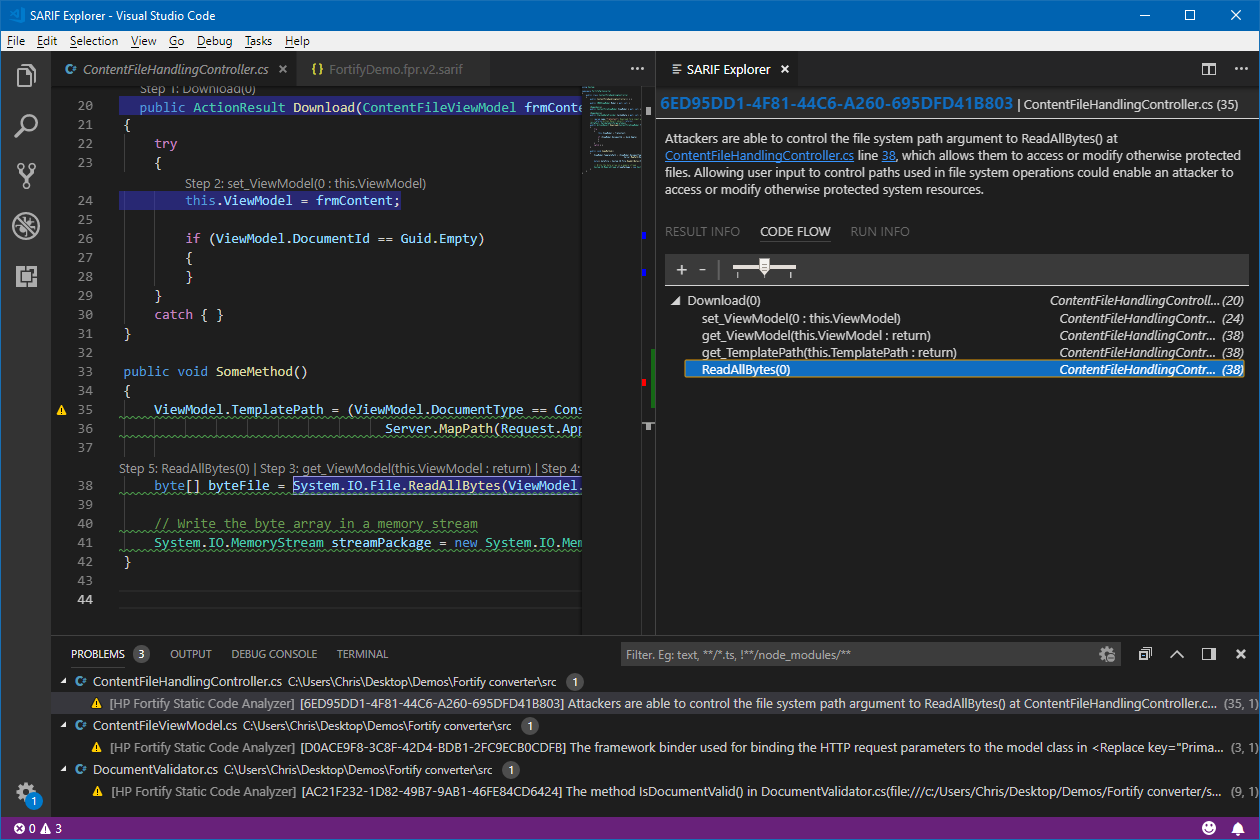 SARIF Explorer - Visual Studio Code
File Edit Selection View Go Debug Tasks Help
C# ContentFileHandlingController.cs × {} FortifyDemo.fpr.v2.sarif ···
Step 1: Download(0)
20 public ActionResult Download(ContentFileViewModel frmConte
21 {
22 try
23 {
Step 2: set_ViewModel(0 : this.ViewModel)
24 this.ViewModel = frmContent;
25
26 if (ViewModel.DocumentId == Guid.Empty)
27 {
28 }
29 }
30 catch { }
31 }
32
33 public void SomeMethod()
34 {
35 ViewModel.TemplatePath = (ViewModel.DocumentType == Cons
36 Server.MapPath(Request.App
37
Step 5: ReadAllBytes(0) | Step 3: get_ViewModel(this.ViewModel : return) | Step 4:
38 byte[] byteFile = System.IO.File.ReadAllBytes(ViewModel.
39
40 // Write the byte array in a memory stream
41 System.IO.MemoryStream streamPackage = new System.IO.Mem
42 }
43
44
SARIF Explorer ×
6ED95DD1-4F81-44C6-A260-695DFD41B803 | ContentFileHandlingController.cs (35)
Attackers are able to control the file system path argument to ReadAllBytes() at
ContentFileHandlingController.cs line 38, which allows them to access or modify otherwise protected
files. Allowing user input to control paths used in file system operations could enable an attacker to
access or modify otherwise protected system resources.
RESULT INFO CODE FLOW RUN INFO
+ - |
Download(0) ContentFileHandlingControll... (20)
set_ViewModel(0 : this.ViewModel) ContentFileHandlingContr... (24)
get_ViewModel(this.ViewModel : return) ContentFileHandlingContr... (38)
get_TemplatePath(this.TemplatePath : return) ContentFileHandlingContr... (38)
ReadAllBytes(0) ContentFileHandlingContr... (38)
PROBLEMS 3 OUTPUT DEBUG CONSOLE TERMINAL Filter. Eg: text, **/*.ts, !**/node_modules/**
C# ContentFileHandlingController.cs C:\Users\Chris\Desktop\Demos\Fortify converter\src 1
[HP Fortify Static Code Analyzer] [6ED95DD1-4F81-44C6-A260-695DFD41B803] Attackers are able to control the file system path argument to ReadAllBytes() at ContentFileHandlingController.c... (35, 1)
C# ContentFileViewModel.cs C:\Users\Chris\Desktop\Demos\Fortify converter\src 1
[HP Fortify Static Code Analyzer] [D0ACE9F8-3C8F-42D4-BDB1-2FC9ECB0CDFB] The framework binder used for binding the HTTP request parameters to the model class in <Replace key="Prima... (3, 1)
C# DocumentValidator.cs C:\Users\Chris\Desktop\Demos\Fortify converter\src 1
[HP Fortify Static Code Analyzer] [AC21F232-1D82-49B7-9AB1-46FE84CD6424] The method IsDocumentValid() in DocumentValidator.cs(file:///c:/Users/Chris/Desktop/Demos/Fortify converter/s... (9, 1)
1
0 3